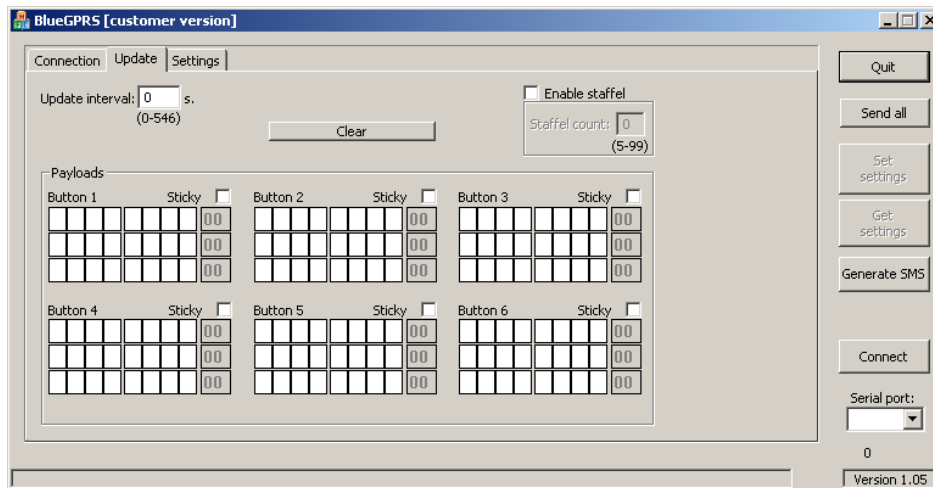 BlueGPRS [customer version]
Connection Update Settings
Update interval: 0 s.
(0-546)
Clear
Enable staffel
Staffel count: 0
(5-99)
Payloads
Button 1 Sticky
00
00
00
Button 2 Sticky
00
00
00
Button 3 Sticky
00
00
00
Button 4 Sticky
00
00
00
Button 5 Sticky
00
00
00
Button 6 Sticky
00
00
00
Quit
Send all
Set
settings
Get
settings
Generate SMS
Connect
Serial port:
0
Version 1.05